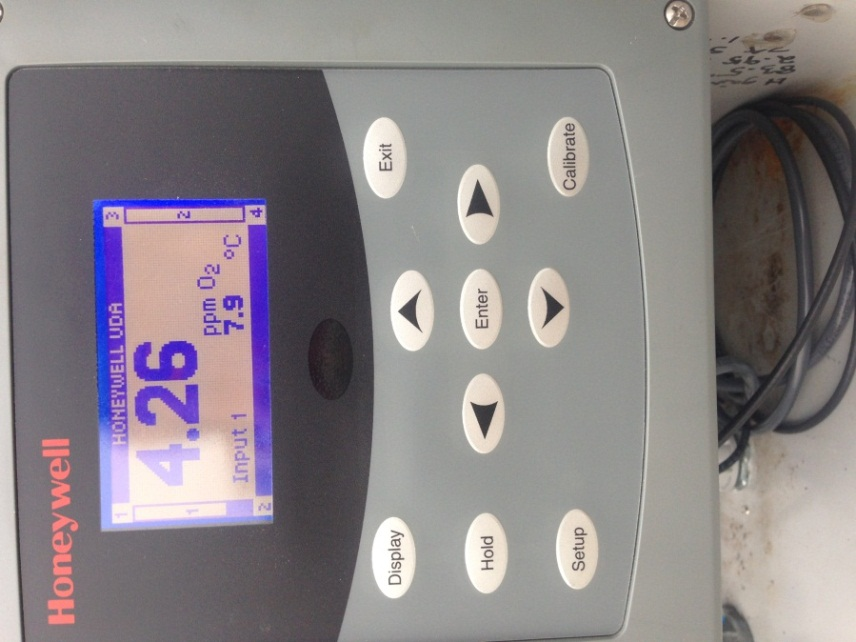 Honeywell
1 HONEYWELL UDA 3
4.26
ppm O₂
1 2
Input 1 7.9 °C
2 4
Display Exit
Hold Enter
Setup Calibrate